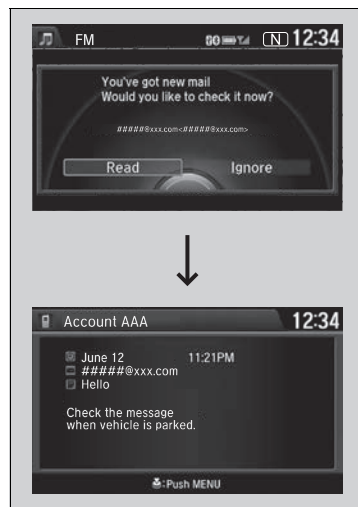 FM N 12:34
You've got new mail
Would you like to check it now?
#####@xxx.com<#####@xxx.com>
Read Ignore
Account AAA 12:34
June 12 11:21PM
#####@xxx.com
Hello
Check the message
when vehicle is parked.
:Push MENU